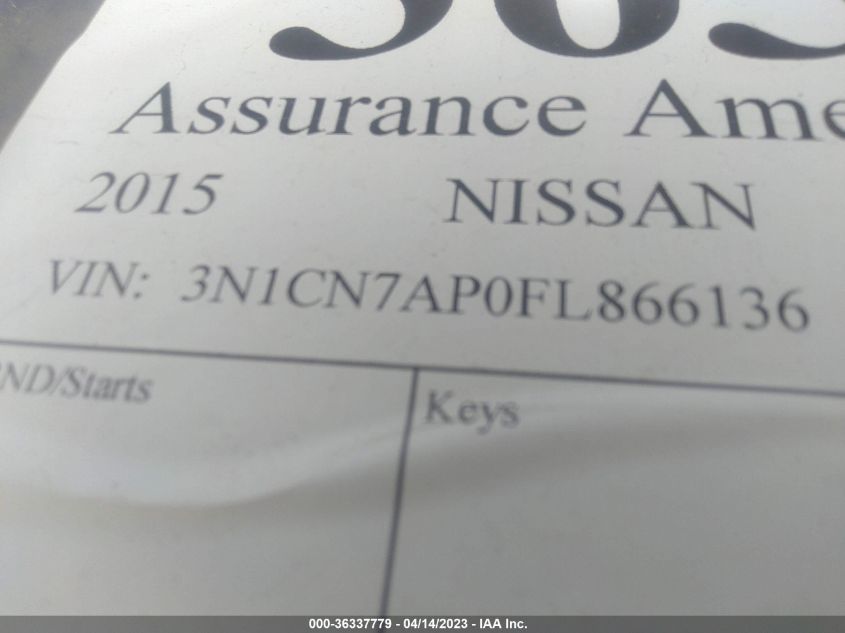 Assurance Ame
2015 NISSAN
VIN: 3N1CN7AP0FL866136
ND/Starts
Keys
000-36337779 - 04/14/2023 - IAA Inc.